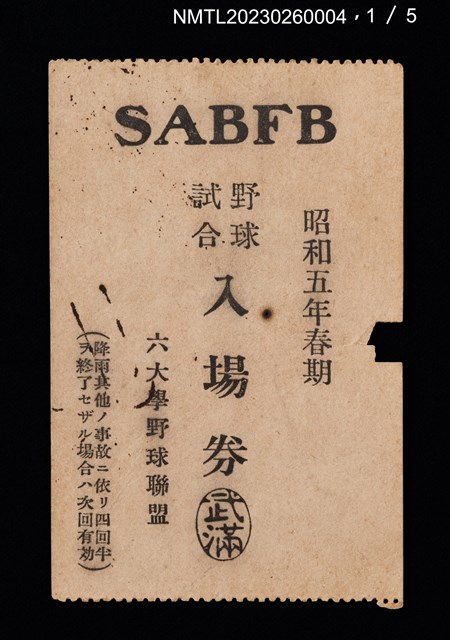 NMTL20230260004，1 / 5
SABFB
昭和五年春期
野球
試合
入場券
武滿
六大學野球聯盟
(降雨其他ノ事故ニ依リ四回半
ヲ終了セザル場合ハ次回有効)